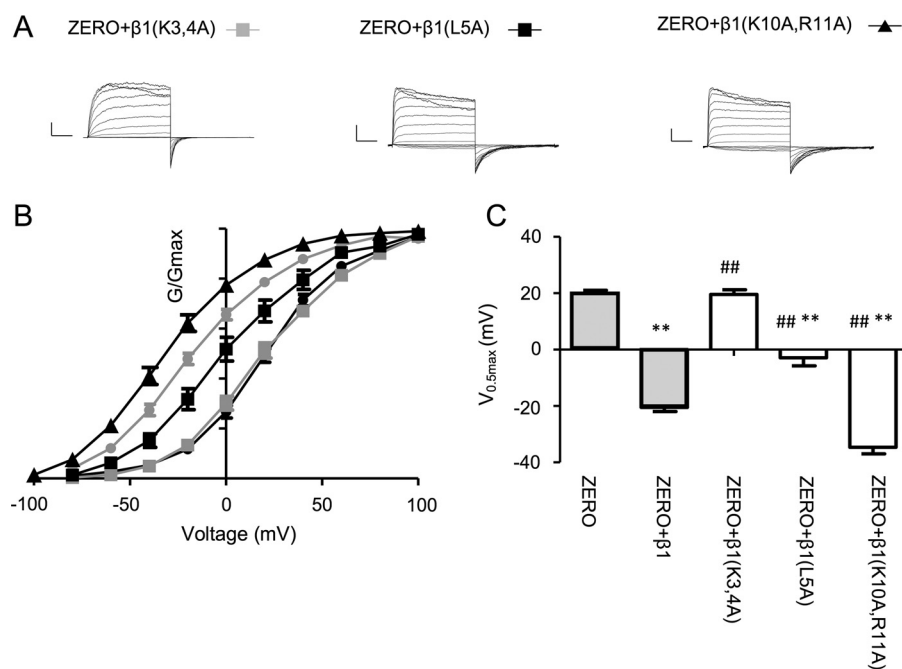 A
ZERO+β1(K3,4A)
ZERO+β1(L5A)
ZERO+β1(K10A,R11A)
B
G/Gmax
-100
-50
0
50
100
Voltage (mV)
C
40
20
0
-20
-40
V0.5max (mV)
**
##
## **
## **
ZERO
ZERO+β1
ZERO+β1(K3,4A)
ZERO+β1(L5A)
ZERO+β1(K10A,R11A)